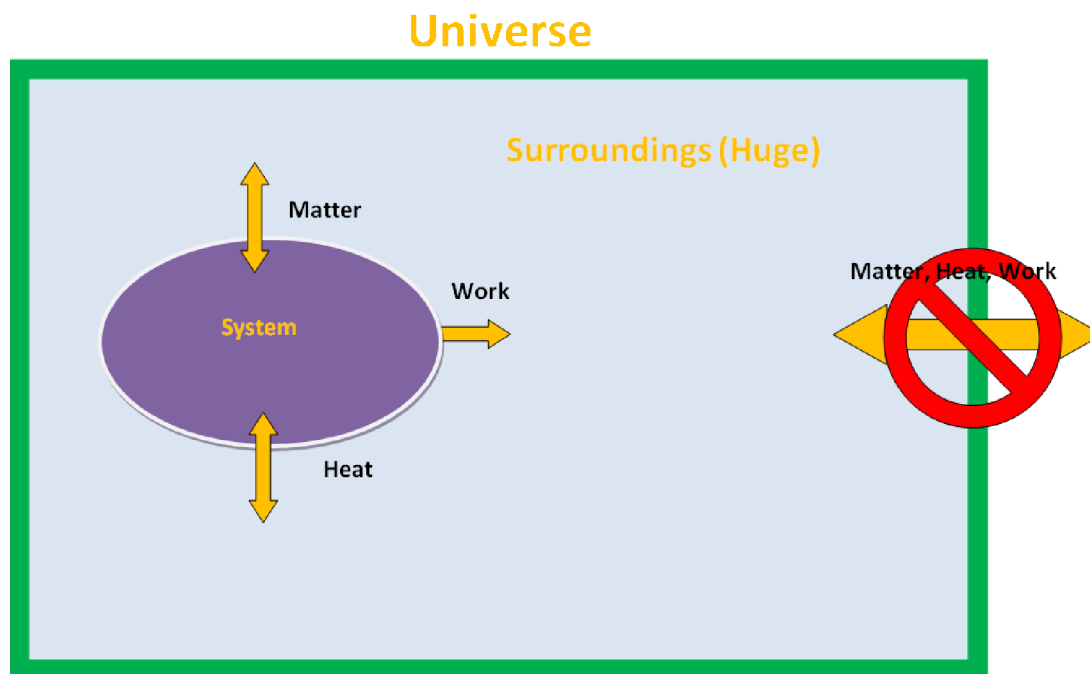 Universe
Surroundings (Huge)
Matter
Matter, Heat, Work
Work
System
Heat